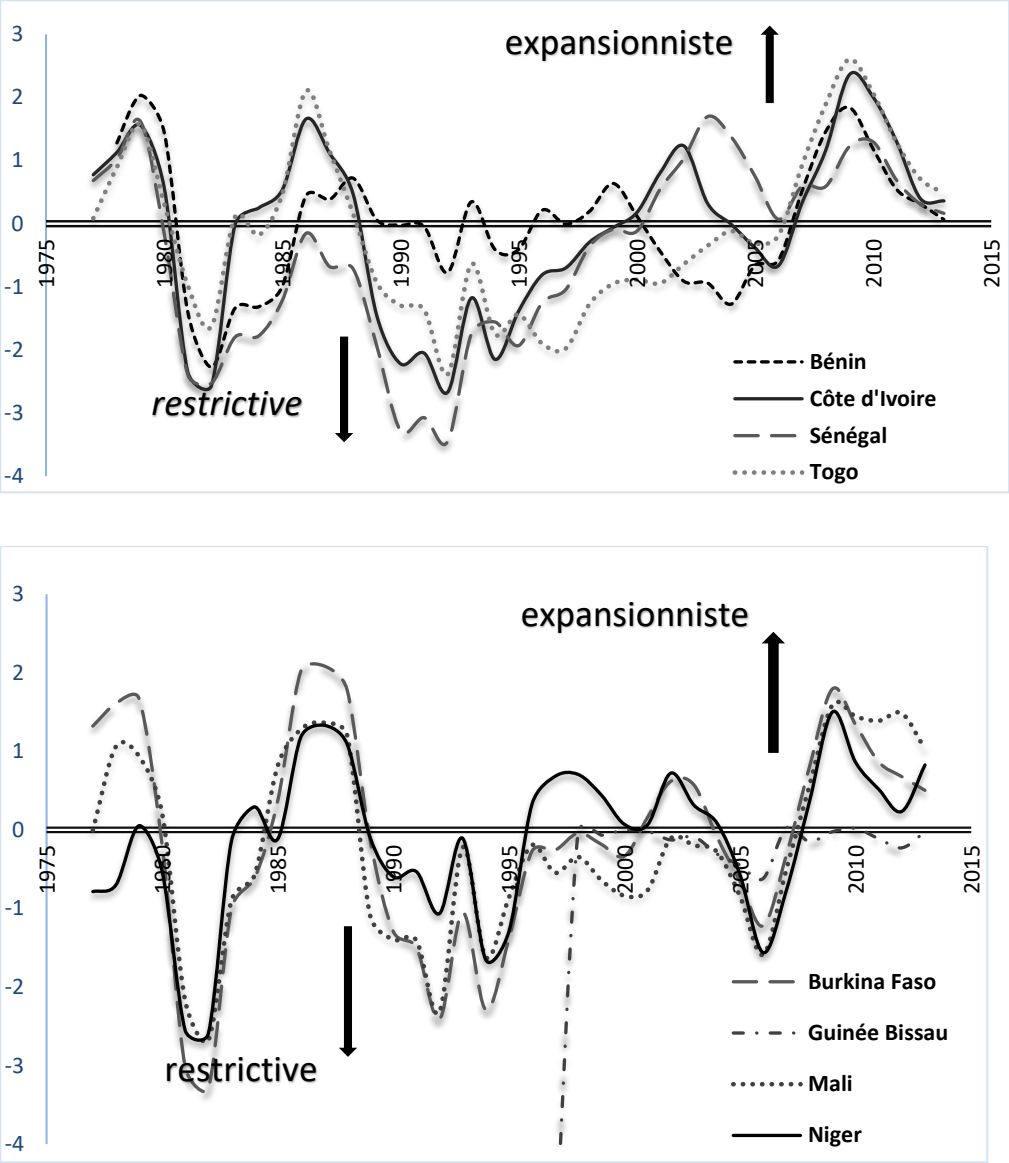 3
expansionniste
2
1
0
1975
1980
1985
1990
1995
2000
2005
2010
2015
-1
-2
Bénin
restrictive
Côte d'Ivoire
-3
Sénégal
-4
Togo
3
expansionniste
2
1
0
1975
1980
1985
1990
1995
2000
2005
2010
2015
-1
-2
Burkina Faso
Guinée Bissau
-3
restrictive
Mali
Niger
-4